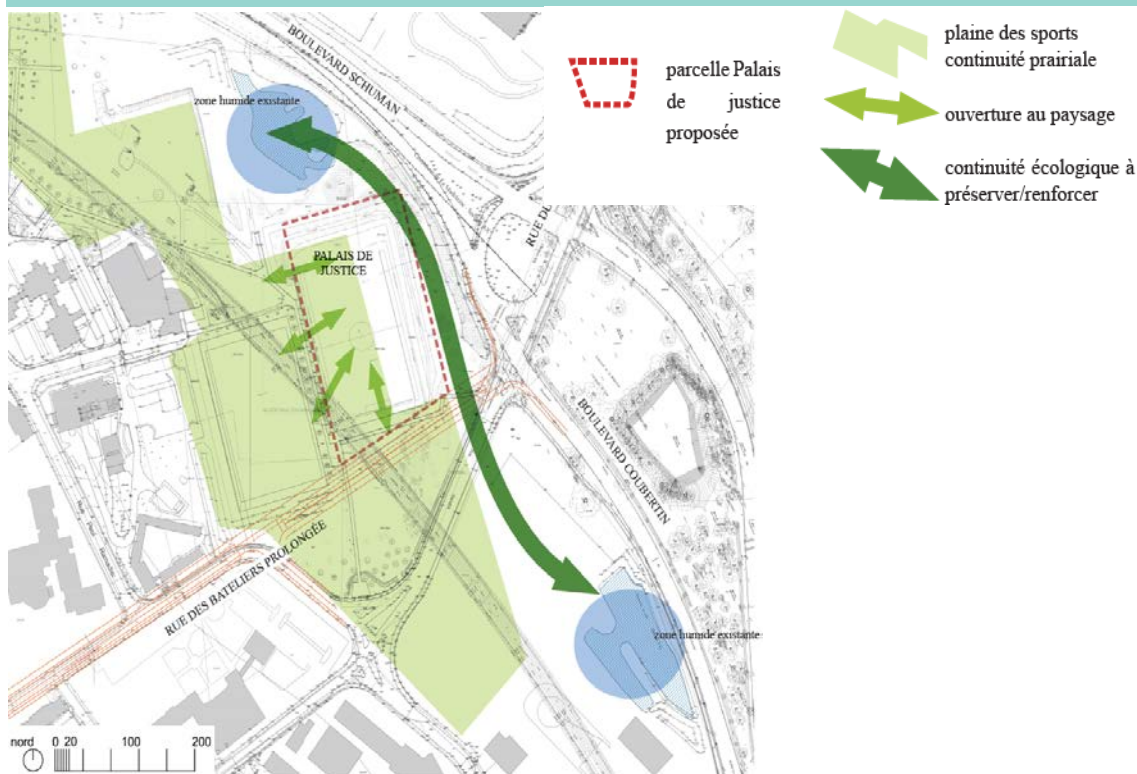 BOULEVARD SCHUMAN
zone humide existante
RUE DE
PALAIS DE
JUSTICE
BOULEVARD COUBERTIN
RUE DES BATELIERS PROLONGÉE
zone humide existante
nord 0 20 100 200
parcelle Palais
de justice
proposée
plaine des sports
continuité prairiale
ouverture au paysage
continuité écologique à
préserver/renforcer